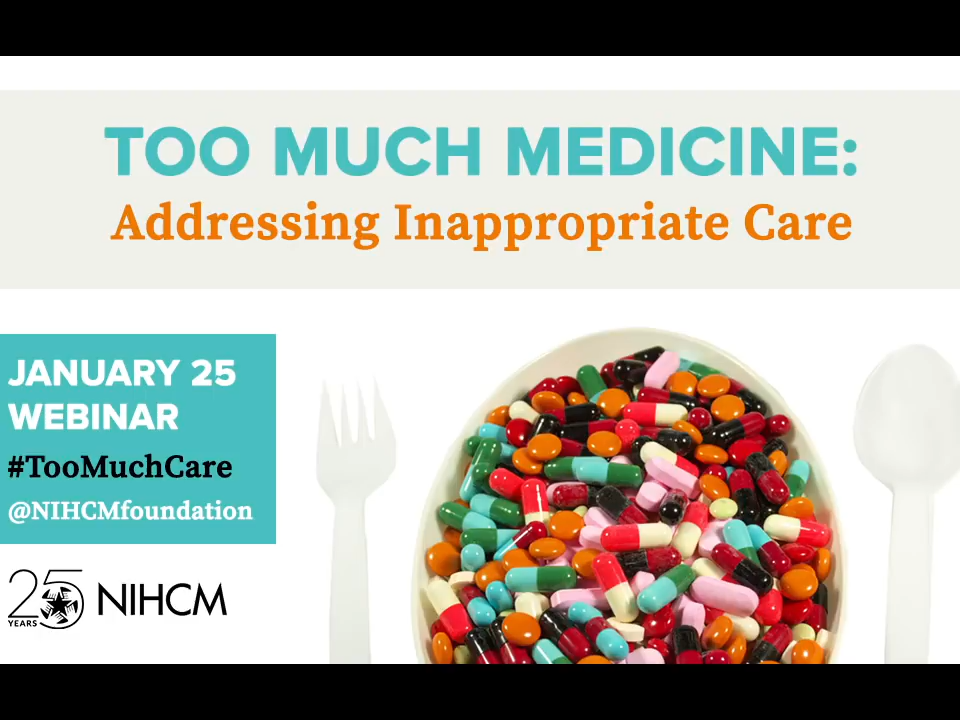 TOO MUCH MEDICINE:
Addressing Inappropriate Care
JANUARY 25
WEBINAR
#TooMuchCare
@NIHCMfoundation
25 NIHCM
YEARS